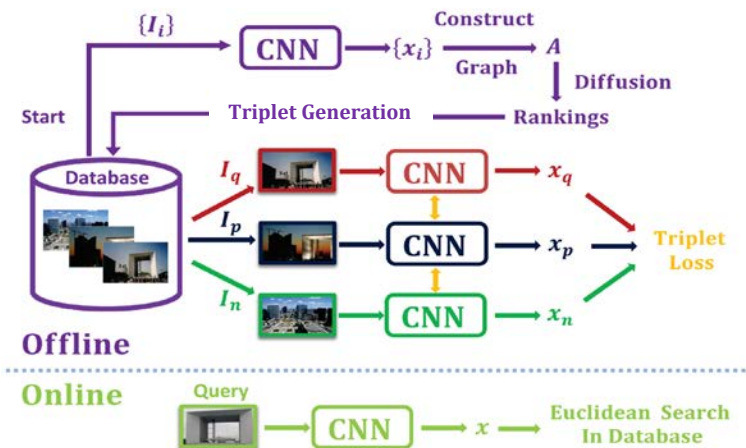 {I_i}
CNN
{x_i}
Construct
Graph
A
Diffusion
Start
Triplet Generation
Rankings
Database
I_q
CNN
x_q
I_p
CNN
x_p
Triplet
Loss
I_n
CNN
x_n
Offline
Online
Query
CNN
x
Euclidean Search
In Database